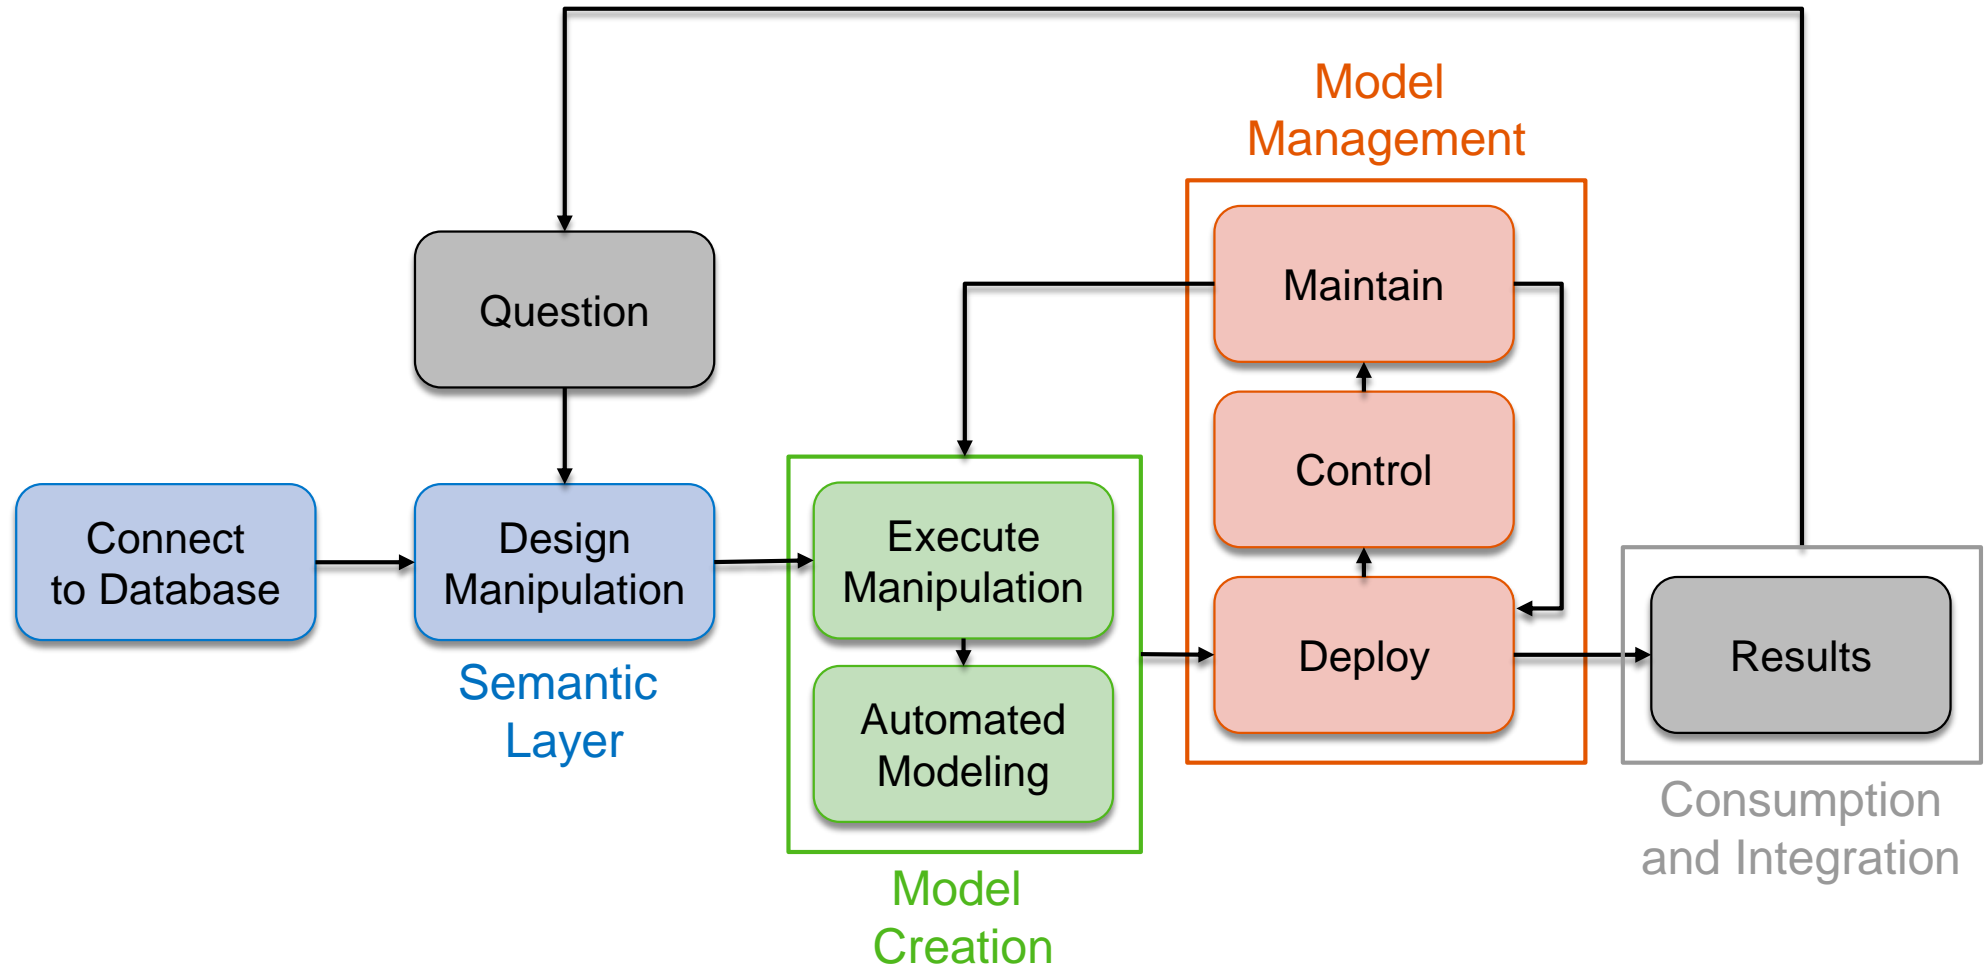 Model
Management
Question
Maintain
Control
Connect
to Database
Design
Manipulation
Execute
Manipulation
Deploy
Results
Semantic
Layer
Automated
Modeling
Consumption
and Integration
Model
Creation